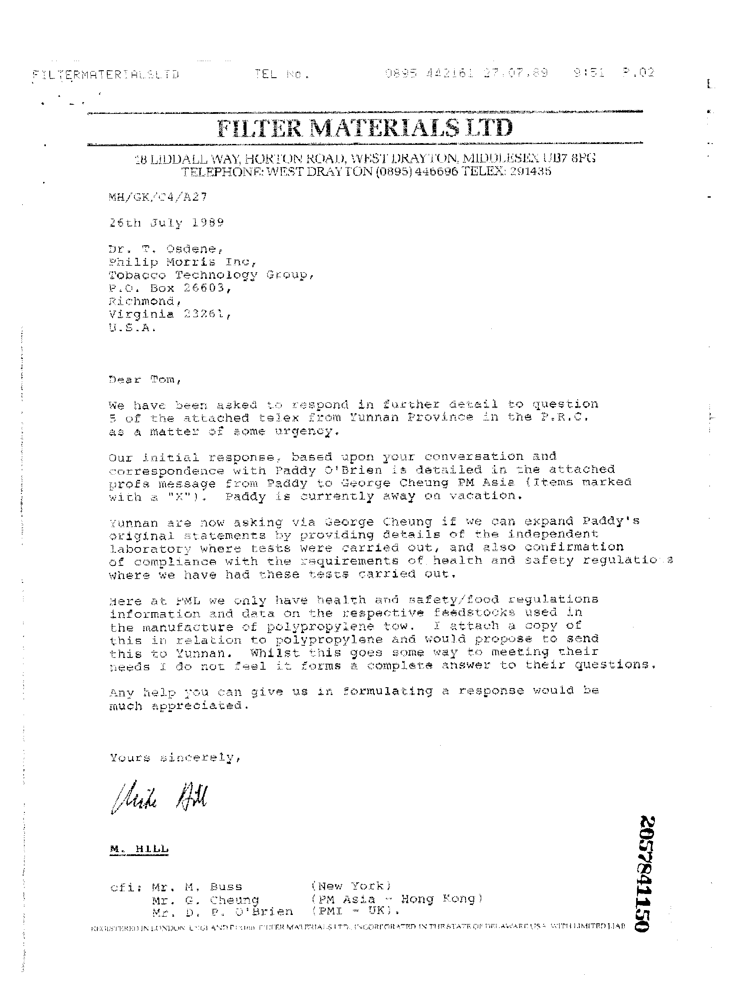 FILTERMATERIALSLTD TEL No. 0895 442161 27.07.89 9:51 P.02
FILTER MATERIALS LTD
18 LIDDALL WAY, HORTON ROAD, WEST DRAYTON, MIDDLESEX UB7 8PG
TELEPHONE: WEST DRAYTON (0895) 446696 TELEX: 291435
MH/GK/C4/A27
26th July 1989
Dr. T. Osdene,
Philip Morris Inc,
Tobacco Technology Group,
P.O. Box 26603,
Richmond,
Virginia 23261,
U.S.A.
Dear Tom,
We have been asked to respond in further detail to question
5 of the attached telex from Yunnan Province in the P.R.C.
as a matter of some urgency.
Our initial response, based upon your conversation and
correspondence with Paddy O'Brien is detailed in the attached
profs message from Paddy to George Cheung PM Asia (Items marked
with a "X"). Paddy is currently away on vacation.
Yunnan are now asking via George Cheung if we can expand Paddy's
original statements by providing details of the independent
laboratory where tests were carried out, and also confirmation
of compliance with the requirements of health and safety regulatio s
where we have had these tests carried out.
Here at FML we only have health and safety/food regulations
information and data on the respective feedstocks used in
the manufacture of polypropylene tow. I attach a copy of
this in relation to polypropylene and would propose to send
this to Yunnan. Whilst this goes some way to meeting their
needs I do not feel it forms a complete answer to their questions.
Any help you can give us in formulating a response would be
much appreciated.
Yours sincerely,
Mike Hill
M. HILL
cfi: Mr. M. Buss (New York)
Mr. G. Cheung (PM Asia - Hong Kong)
Mr. D. P. O'Brien (PMI - UK).
REGISTERED IN LONDON, ENGLAND FILTER MATERIALS LTD, INCORPORATED IN THE STATE OF DELAWARE USA WITH LIMITED LIAB
2057841150